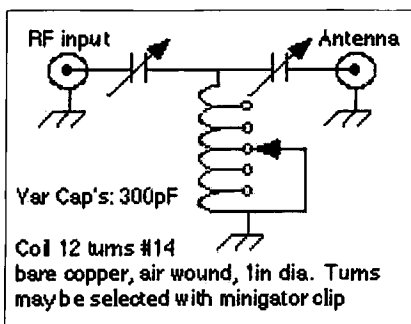 RF input
Antenna
Var Cap's: 300pF
Coil 12 turns #14
bare copper, air wound, 1in dia. Turns
may be selected with minigator clip